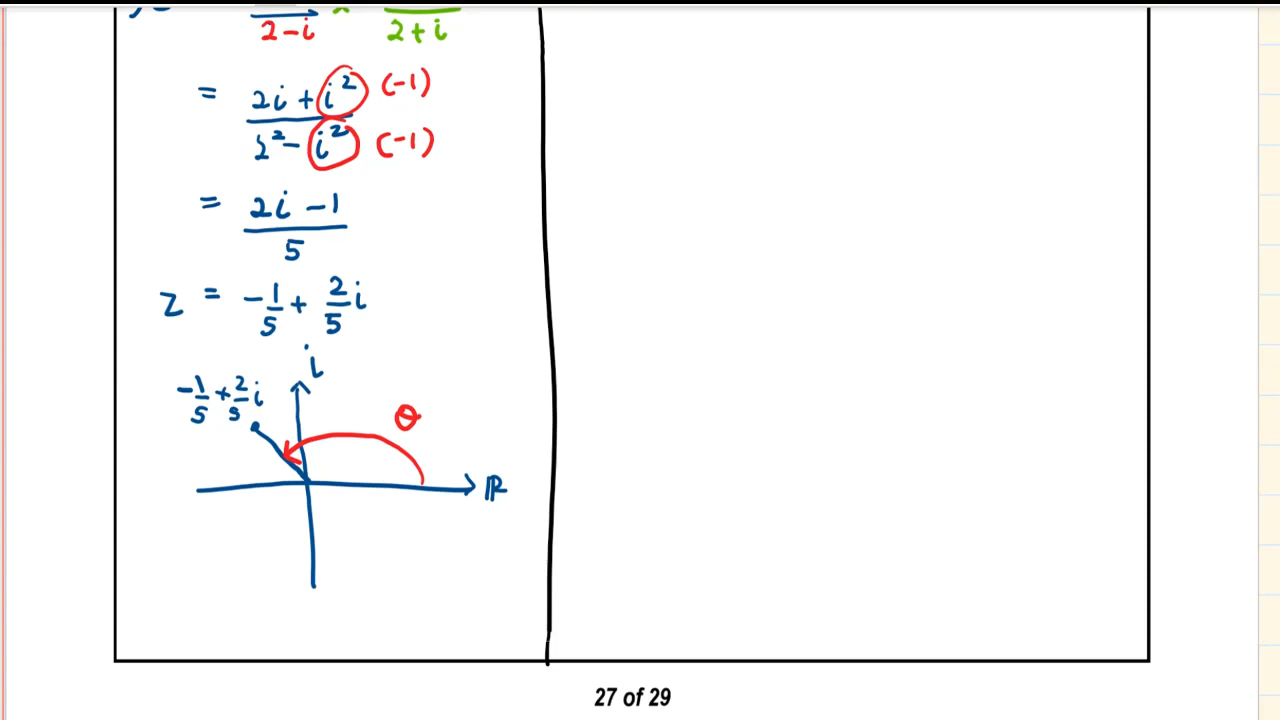 2-i 2+i
= 2i + i² (-1)
2² - i² (-1)
= 2i - 1
5
z = -1/5 + 2/5 i
i
-1/5 + 2/5 i
θ
ℝ
27 of 29